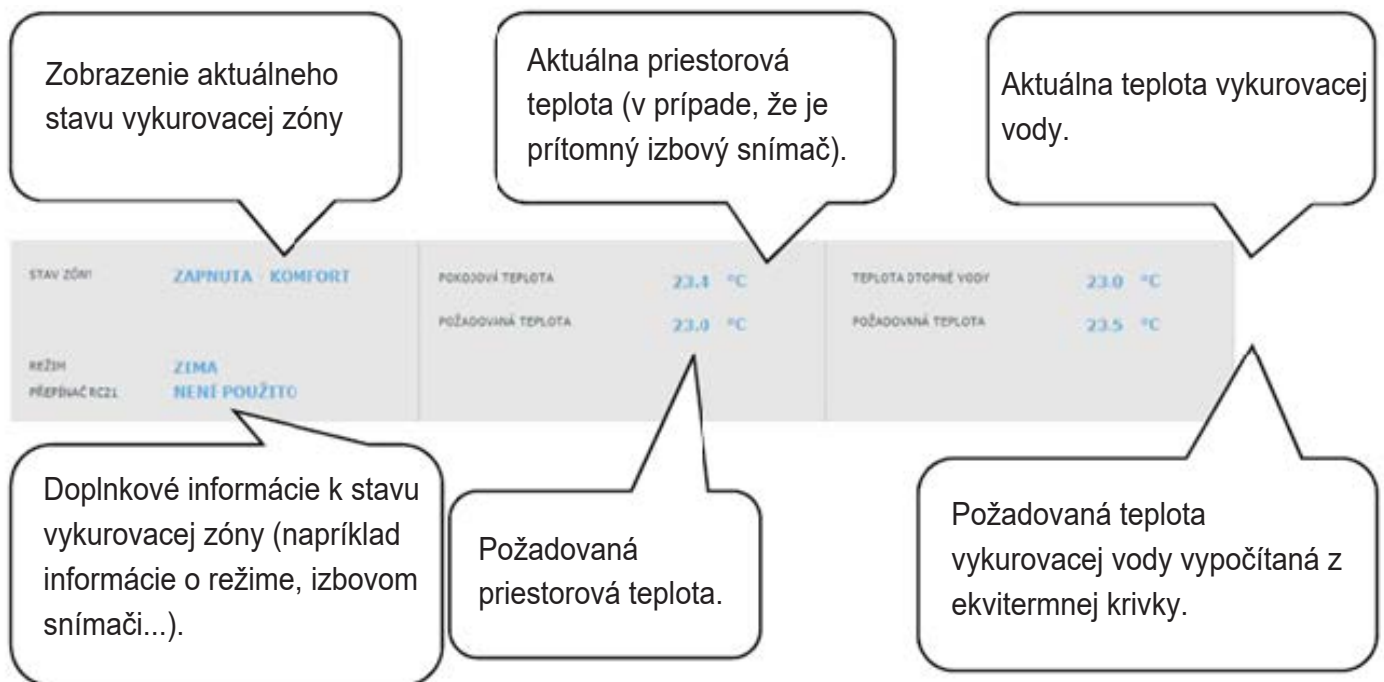 Zobrazenie aktuálneho
stavu vykurovacej zóny
Aktuálna priestorová
teplota (v prípade, že je
prítomný izbový snímač).
Aktuálna teplota vykurovacej
vody.
STAV ZÓNY
ZAPNUTA - KOMFORT
POKOJOVÁ TEPLOTA
23.4 °C
POŽADOVANÁ TEPLOTA
23.0 °C
TEPLOTA OTOPNÉ VODY
23.0 °C
POŽADOVANÁ TEPLOTA
23.5 °C
REŽIM
ZIMA
PŘEPÍNAČ RC21
NENÍ POUŽITO
Doplnkové informácie k stavu
vykurovacej zóny (napríklad
informácie o režime, izbovom
snímači...).
Požadovaná
priestorová teplota.
Požadovaná teplota
vykurovacej vody vypočítaná z
ekvitermnej krivky.